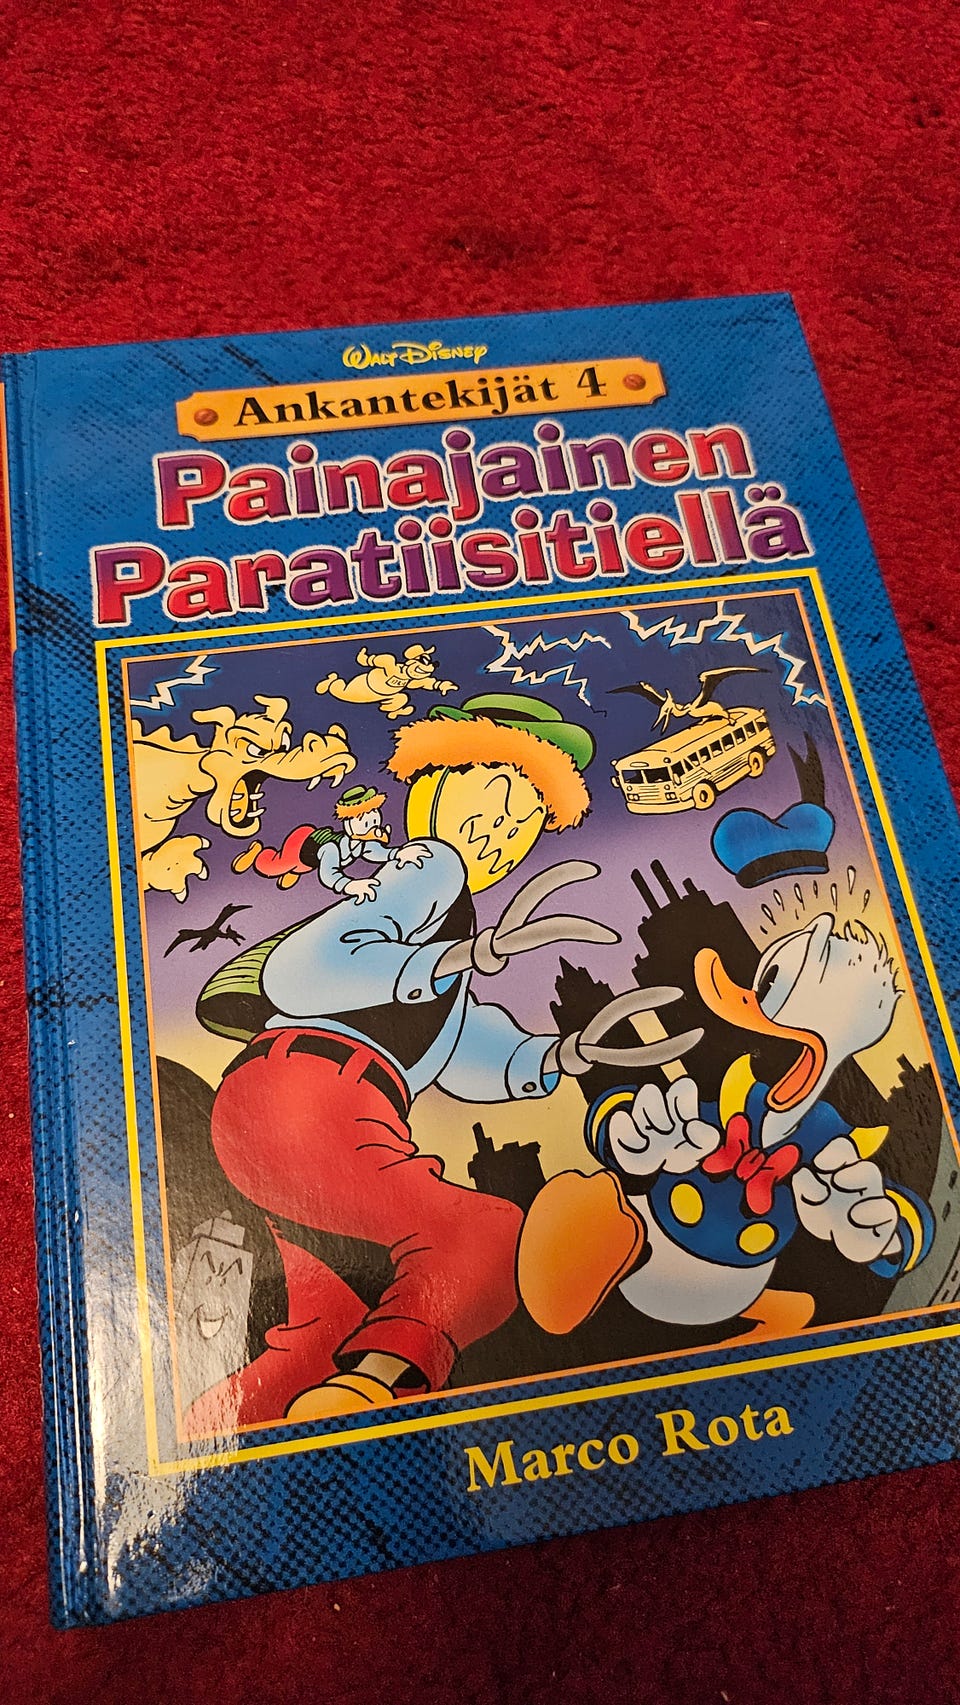 Walt Disney
Ankantekijät 4
Painajainen
Paratiisitiellä
Marco Rota